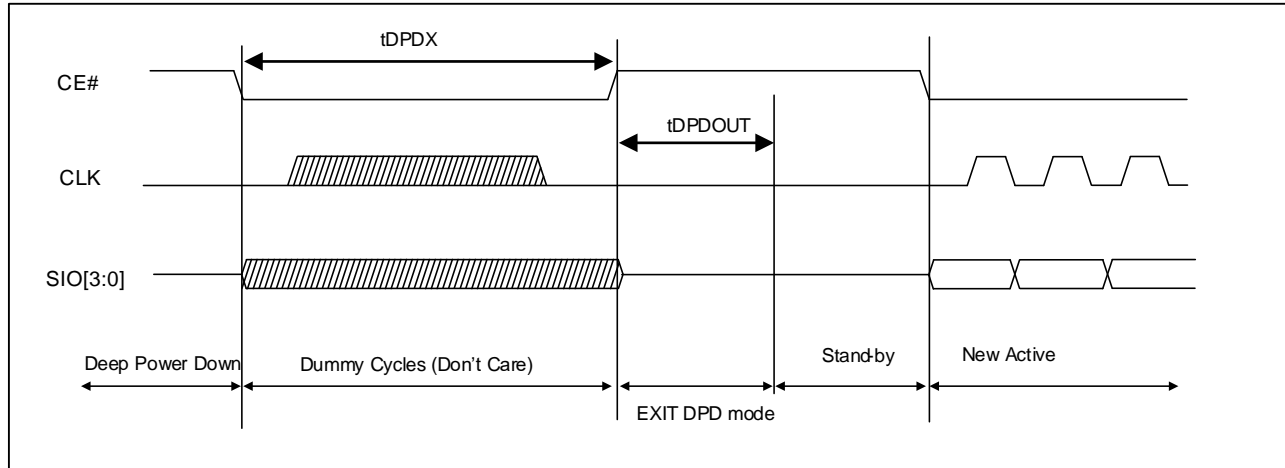 tDPDX
CE#
tDPDOUT
CLK
SIO[3:0]
Deep Power Down
Dummy Cycles (Don't Care)
Stand-by
New Active
EXIT DPD mode